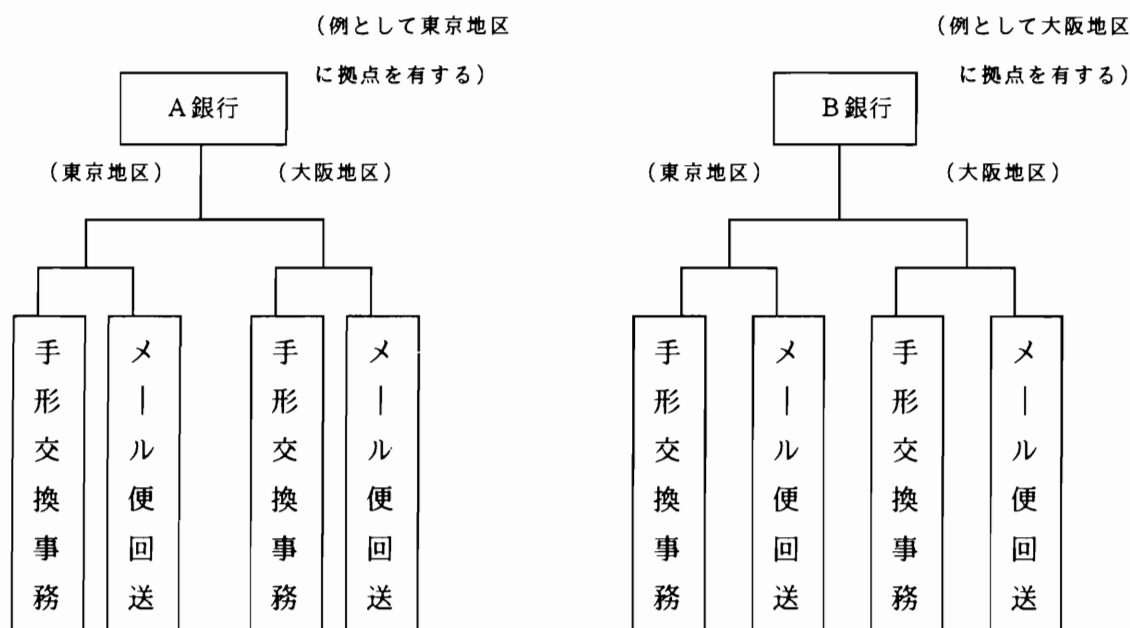 （例として東京地区
に拠点を有する）
A銀行
（東京地区）
（大阪地区）
手形交換事務
メール便回送
手形交換事務
メール便回送
（例として大阪地区
に拠点を有する）
B銀行
（東京地区）
（大阪地区）
手形交換事務
メール便回送
手形交換事務
メール便回送